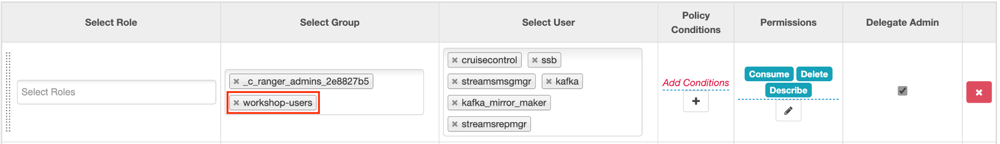 Select Role
Select Group
Select User
Policy
Conditions
Permissions
Delegate Admin
Select Roles
× _c_ranger_admins_2e8827b5
× workshop-users
× cruisecontrol × ssb
× streamsmsgmgr × kafka
× kafka_mirror_maker
× streamsrepmgr
Add Conditions
+
Consume Delete
Describe
×